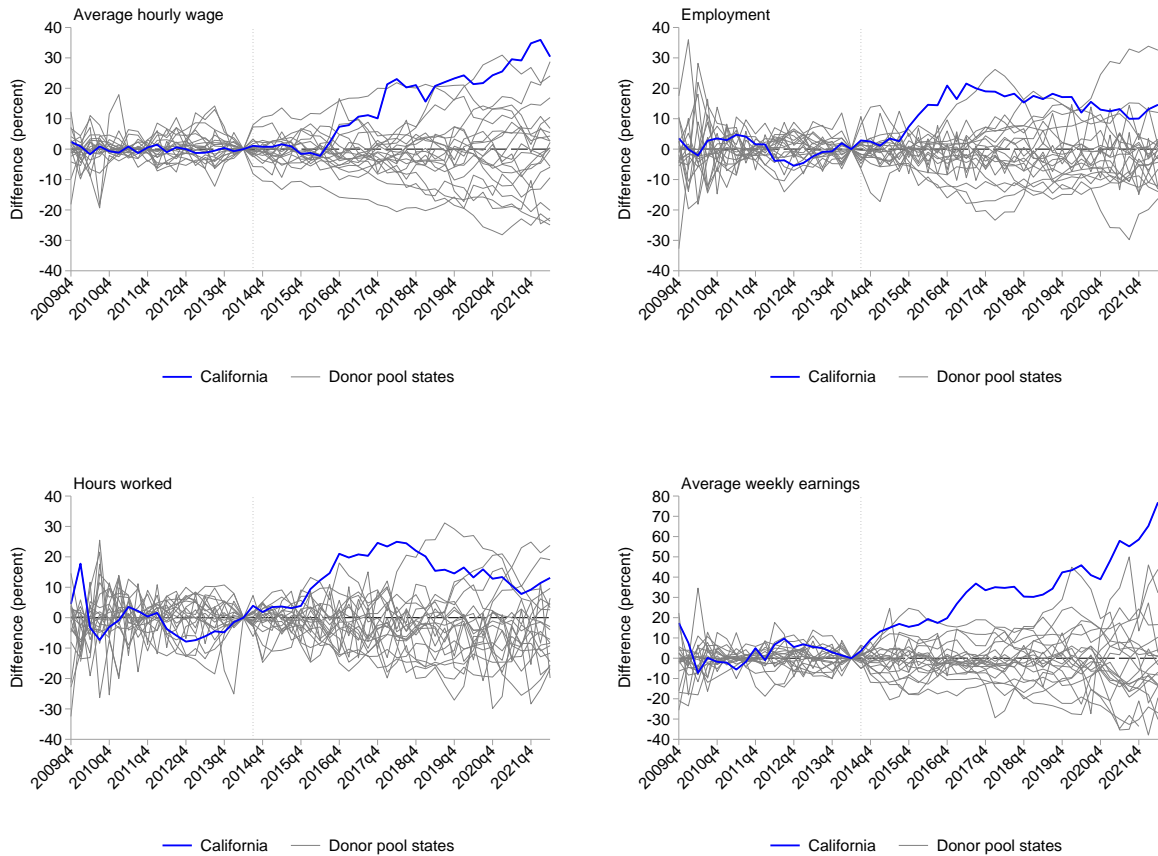 Average hourly wage
Difference (percent)
40
30
20
10
0
-10
-20
-30
-40
2009q4
2010q4
2011q4
2012q4
2013q4
2014q4
2015q4
2016q4
2017q4
2018q4
2019q4
2020q4
2021q4
California
Donor pool states
Employment
Difference (percent)
40
30
20
10
0
-10
-20
-30
-40
2009q4
2010q4
2011q4
2012q4
2013q4
2014q4
2015q4
2016q4
2017q4
2018q4
2019q4
2020q4
2021q4
California
Donor pool states
Hours worked
Difference (percent)
40
30
20
10
0
-10
-20
-30
-40
2009q4
2010q4
2011q4
2012q4
2013q4
2014q4
2015q4
2016q4
2017q4
2018q4
2019q4
2020q4
2021q4
California
Donor pool states
Average weekly earnings
Difference (percent)
80
70
60
50
40
30
20
10
0
-10
-20
-30
-40
2009q4
2010q4
2011q4
2012q4
2013q4
2014q4
2015q4
2016q4
2017q4
2018q4
2019q4
2020q4
2021q4
California
Donor pool states